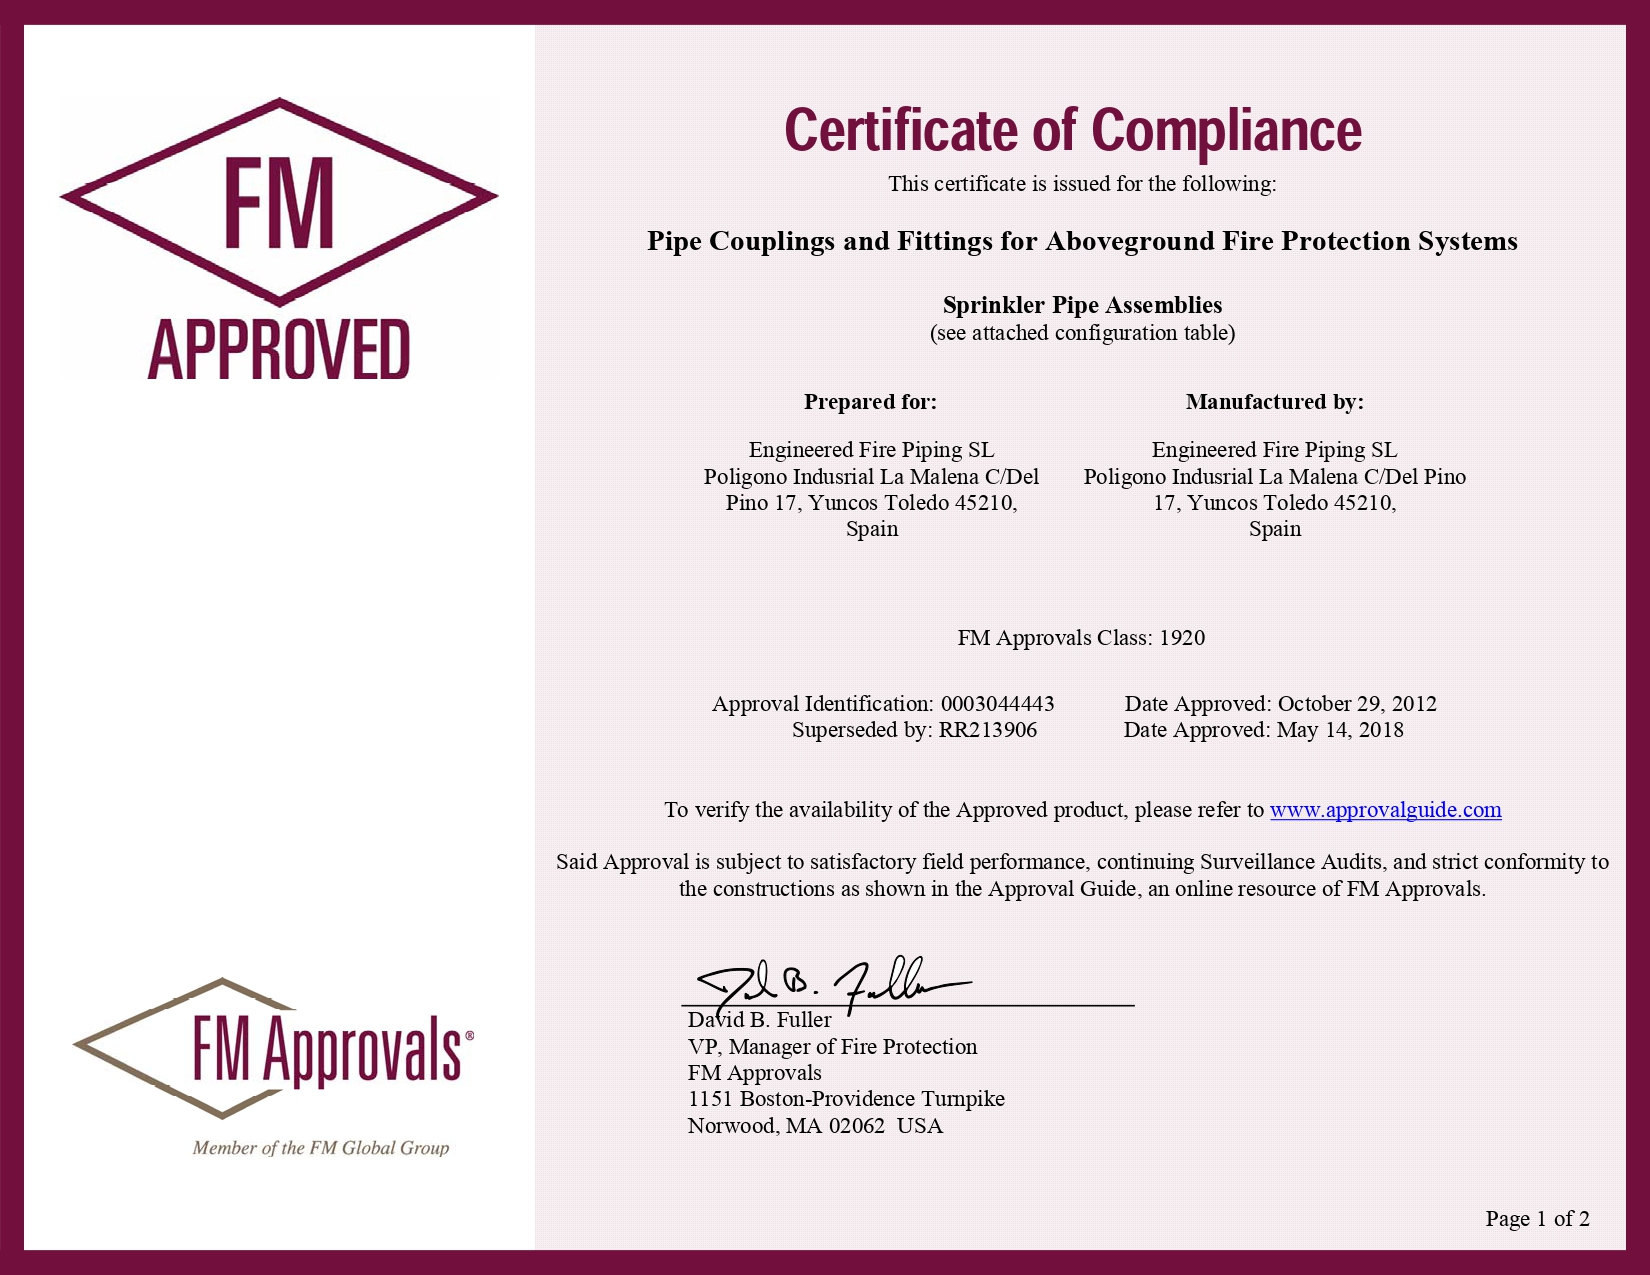 FM
APPROVED
Certificate of Compliance
This certificate is issued for the following:
Pipe Couplings and Fittings for Aboveground Fire Protection Systems
Sprinkler Pipe Assemblies
(see attached configuration table)
Prepared for:
Engineered Fire Piping SL
Poligono Indusrial La Malena C/Del
Pino 17, Yuncos Toledo 45210,
Spain
Manufactured by:
Engineered Fire Piping SL
Poligono Indusrial La Malena C/Del Pino
17, Yuncos Toledo 45210,
Spain
FM Approvals Class: 1920
Approval Identification: 0003044443 Date Approved: October 29, 2012
Superseded by: RR213906 Date Approved: May 14, 2018
To verify the availability of the Approved product, please refer to www.approvalguide.com
Said Approval is subject to satisfactory field performance, continuing Surveillance Audits, and strict conformity to
the constructions as shown in the Approval Guide, an online resource of FM Approvals.
David B. Fuller
VP, Manager of Fire Protection
FM Approvals
1151 Boston-Providence Turnpike
Norwood, MA 02062 USA
FM Approvals®
Member of the FM Global Group
Page 1 of 2